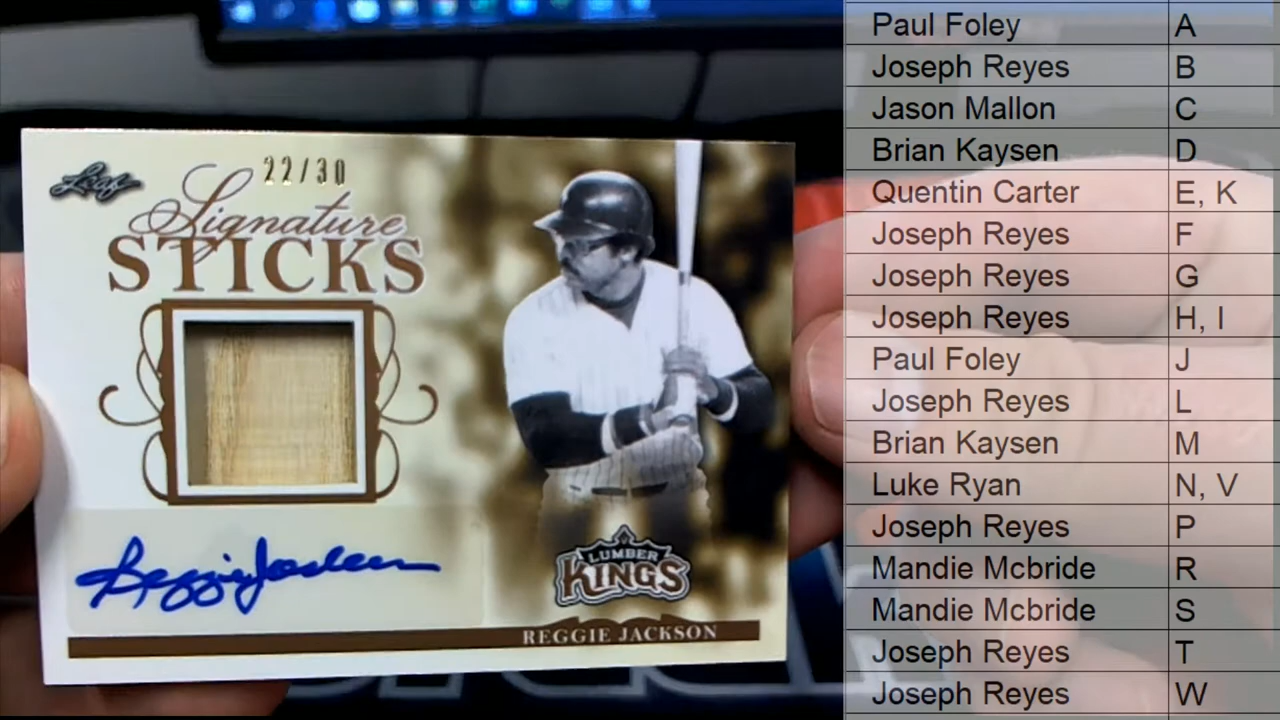 Leaf
22/30
Signature
STICKS
Reggie Jackson
LUMBER
KINGS
REGGIE JACKSON
Paul Foley A
Joseph Reyes B
Jason Mallon C
Brian Kaysen D
Quentin Carter E, K
Joseph Reyes F
Joseph Reyes G
Joseph Reyes H, I
Paul Foley J
Joseph Reyes L
Brian Kaysen M
Luke Ryan N, V
Joseph Reyes P
Mandie Mcbride R
Mandie Mcbride S
Joseph Reyes T
Joseph Reyes W